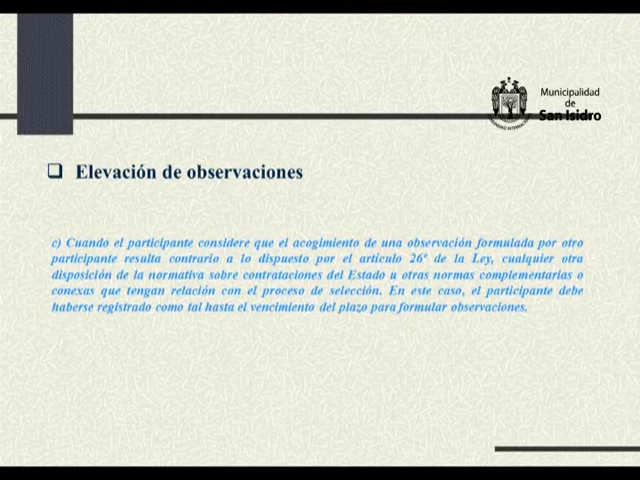 Municipalidad
de
San Isidro
Elevación de observaciones
c) Cuando el participante considere que el acogimiento de una observación formulada por otro
participante resulta contrario a lo dispuesto por el artículo 26º de la Ley, cualquier otra
disposición de la normativa sobre contrataciones del Estado u otras normas complementarias o
conexas que tengan relación con el proceso de selección. En este caso, el participante debe
haberse registrado como tal hasta el vencimiento del plazo para formular observaciones.